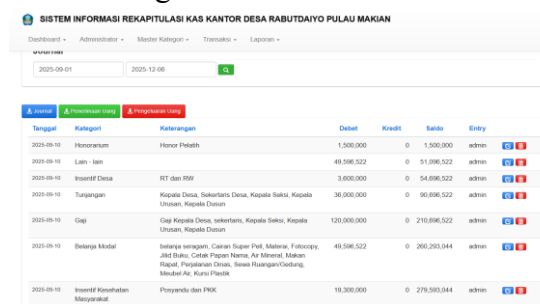 SISTEM INFORMASI REKAPITULASI KAS KANTOR DESA RABUTDAIYO PULAU MAKIAN
Dashboard Administrator Master Kategori Transaksi Laporan
Journal
2025-09-01 2025-12-06
Journal Penerimaan Uang Pengeluaran Uang
Tanggal Kategori Keterangan Debet Kredit Saldo Entry
2025-09-10 Honorarium Honor Pelatih 1,500,000 0 1,500,000 admin
2025-09-10 Lain - lain 49,596,522 0 51,096,522 admin
2025-09-10 Insentif Desa RT dan RW 3,600,000 0 54,696,522 admin
2025-09-10 Tunjangan Kepala Desa, Sekertaris Desa, Kepala Seksi, Kepala 36,000,000 0 90,696,522 admin
Urusan, Kepala Dusun
2025-09-10 Gaji Gaji Kepala Desa, sekertaris, Kepala Seksi, Kepala 120,000,000 0 210,696,522 admin
Urusan, Kepala Dusun
2025-09-10 Belanja Modal belanja seragam, Cairan Super Pell, Materai, Fotocopy, 49,596,522 0 260,293,044 admin
Jilid Buku, Cetak Papan Nama, Air Mineral, Makan
Rapat, Perjalanan Dinas, Sewa Ruangan/Gedung,
Meubel Air, Kursi Plastik
2025-09-10 Insentif Kesehatan Posyandu dan PKK 19,300,000 0 279,593,044 admin
Masyarakat